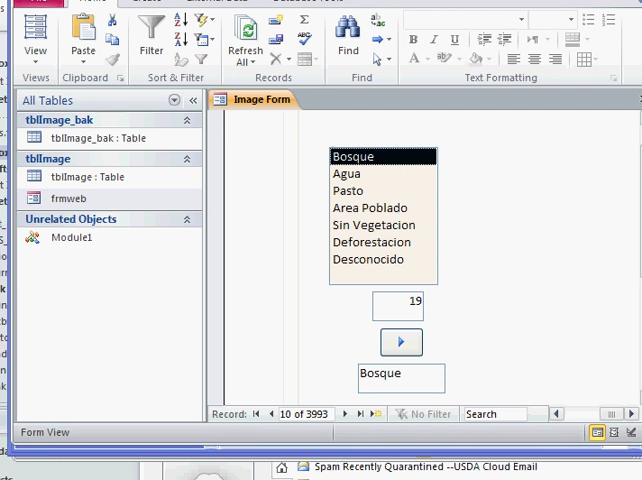 View
Paste
Filter
Refresh
All
Find
B I U
A
Views
Clipboard
Sort & Filter
Records
Find
Text Formatting
All Tables
Image Form
tblImage_bak
tblImage_bak : Table
tblImage
tblImage : Table
frmweb
Unrelated Objects
Module1
Bosque
Agua
Pasto
Area Poblado
Sin Vegetacion
Deforestacion
Desconocido
19
Bosque
Record: 10 of 3993 No Filter Search
Form View
Spam Recently Quarantined --USDA Cloud Email